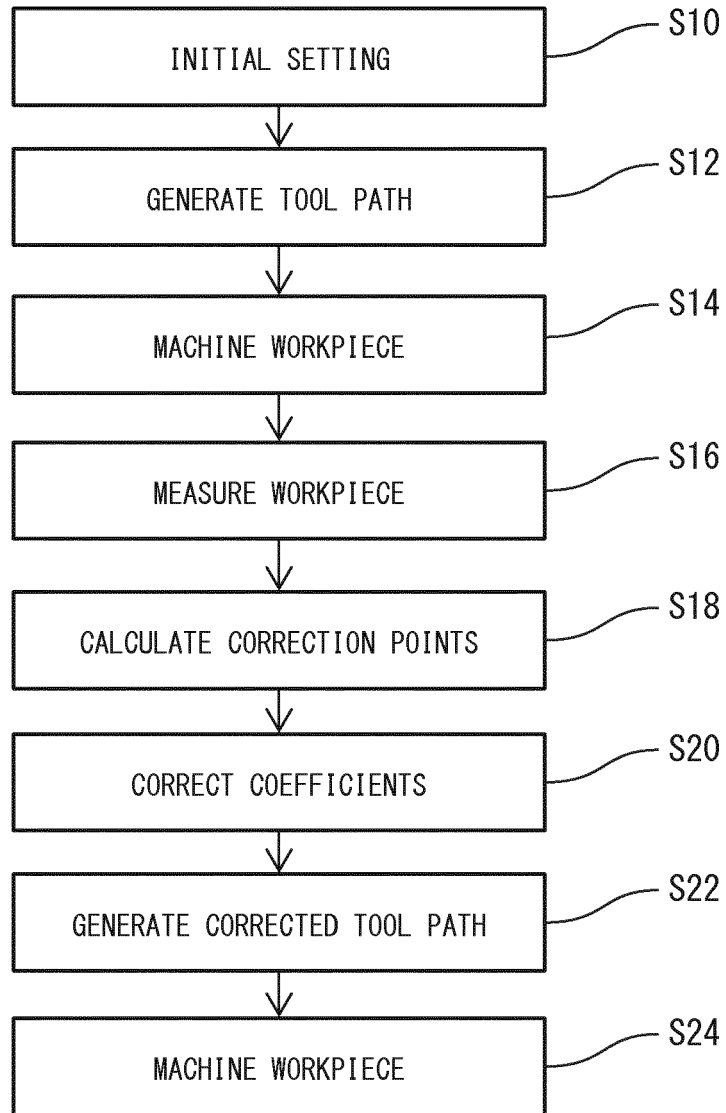 INITIAL SETTING
S10
GENERATE TOOL PATH
S12
MACHINE WORKPIECE
S14
MEASURE WORKPIECE
S16
CALCULATE CORRECTION POINTS
S18
CORRECT COEFFICIENTS
S20
GENERATE CORRECTED TOOL PATH
S22
MACHINE WORKPIECE
S24